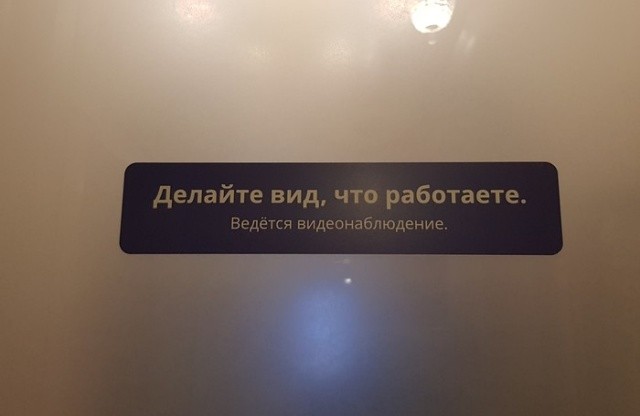 Делайте вид, что работаете.
Ведётся видеонаблюдение.